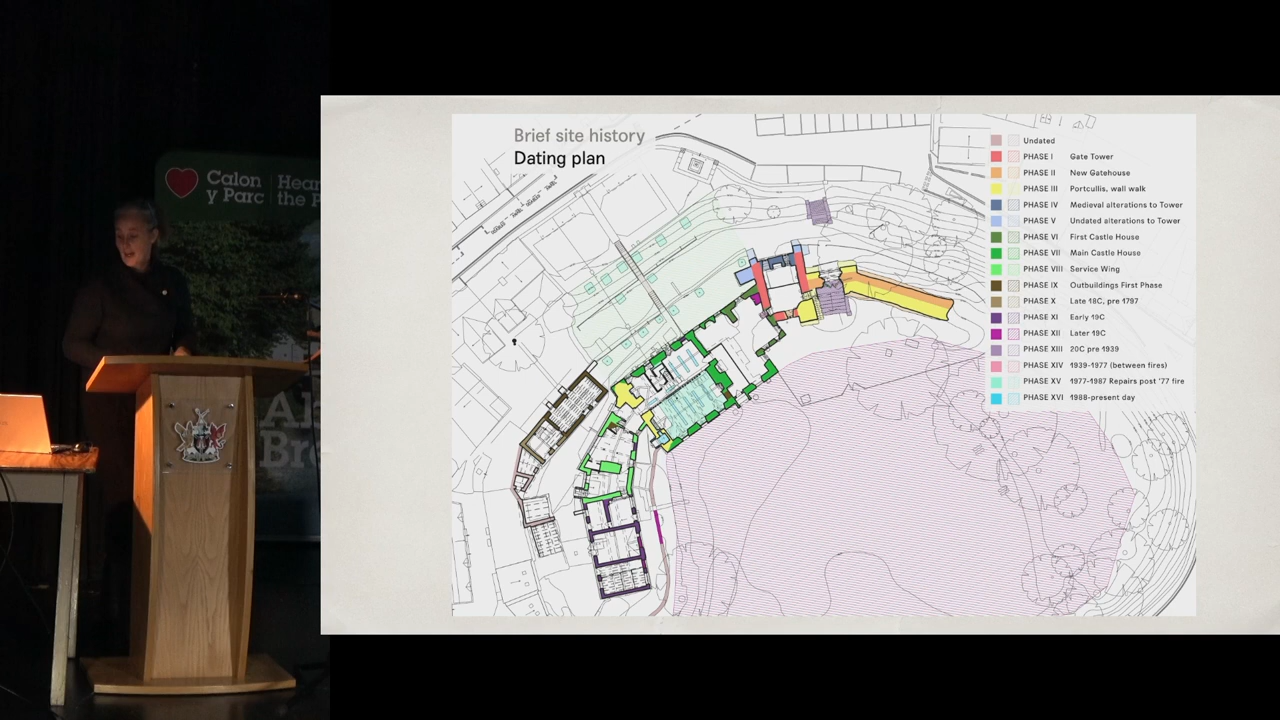 Calon
y Parc
Hear
the P
Brief site history
Dating plan
Undated
PHASE I Gate Tower
PHASE II New Gatehouse
PHASE III Portcullis, wall walk
PHASE IV Medieval alterations to Tower
PHASE V Undated alterations to Tower
PHASE VI First Castle House
PHASE VII Main Castle House
PHASE VIII Service Wing
PHASE IX Outbuildings First Phase
PHASE X Late 18C, pre 1797
PHASE XI Early 19C
PHASE XII Later 19C
PHASE XIII 20C pre 1939
PHASE XIV 1939-1977 (between fires)
PHASE XV 1977-1987 Repairs post '77 fire
PHASE XVI 1988-present day